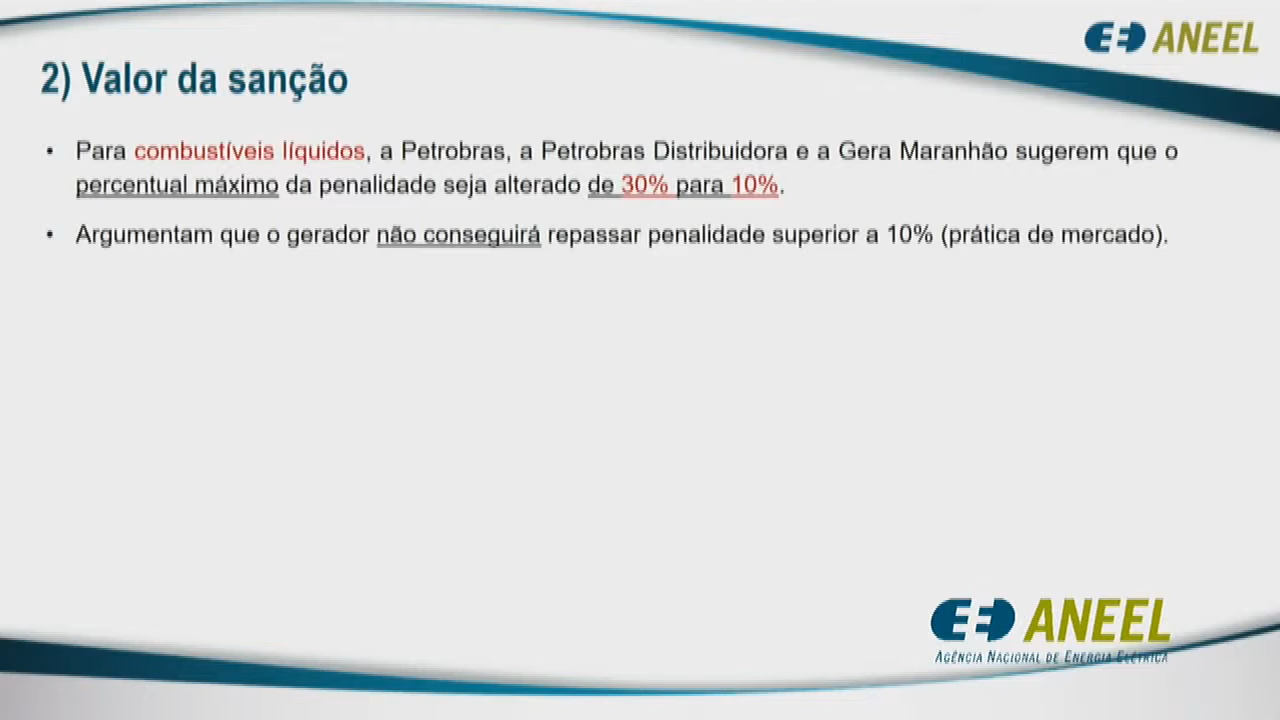 ANEEL
2) Valor da sanção
• Para combustíveis líquidos, a Petrobras, a Petrobras Distribuidora e a Gera Maranhão sugerem que o
percentual máximo da penalidade seja alterado de 30% para 10%.
• Argumentam que o gerador não conseguirá repassar penalidade superior a 10% (prática de mercado).
ANEEL
AGÊNCIA NACIONAL DE ENERGIA ELÉTRICA